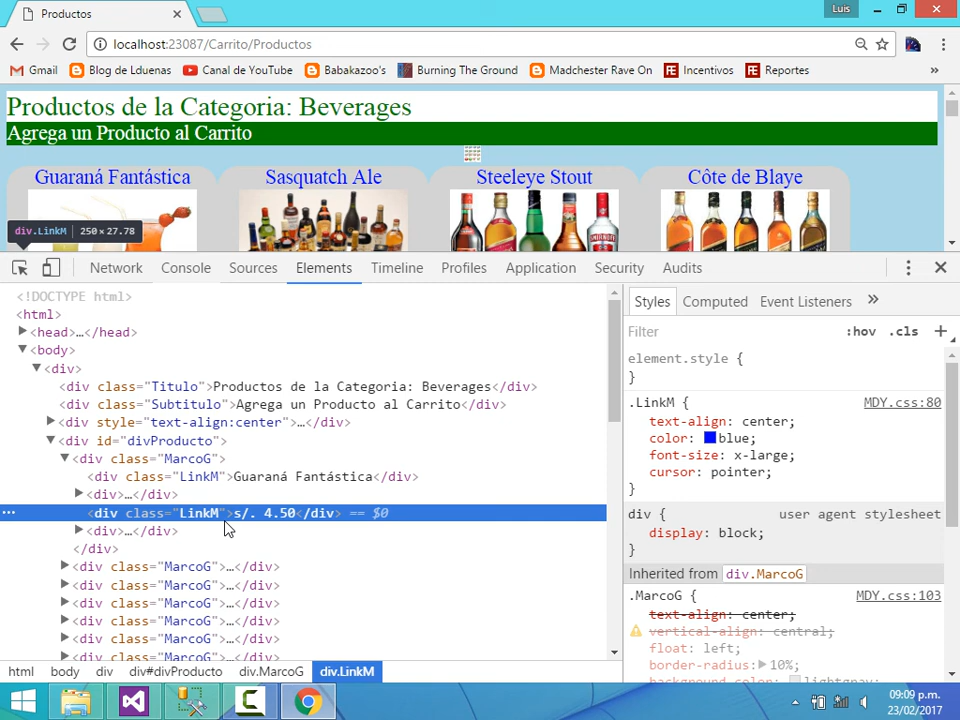 Productos
Luis
localhost:23087/Carrito/Productos
Gmail Blog de Lduenas Canal de YouTube Babakazoo's Burning The Ground Madchester Rave On Incentivos Reportes »
Productos de la Categoria: Beverages
Agrega un Producto al Carrito
Guaraná Fantástica Sasquatch Ale Steeleye Stout Côte de Blaye
div.LinkM | 250 × 27.78
Network Console Sources Elements Timeline Profiles Application Security Audits
<!DOCTYPE html>
<html>
<head>…</head>
<body>
<div>
<div class="Titulo">Productos de la Categoria: Beverages</div>
<div class="Subtitulo">Agrega un Producto al Carrito</div>
<div style="text-align:center">…</div>
<div id="divProducto">
<div class="MarcoG">
<div class="LinkM">Guaraná Fantástica</div>
<div>…</div>
<div class="LinkM">s/. 4.50</div> == $0
<div>…</div>
</div>
<div class="MarcoG">…</div>
<div class="MarcoG">…</div>
<div class="MarcoG">…</div>
<div class="MarcoG">…</div>
<div class="MarcoG">…</div>
<div class="MarcoG">…</div>
html body div div#divProducto div.MarcoG div.LinkM
Styles Computed Event Listeners »
Filter :hov .cls +
element.style {
}
.LinkM { MDY.css:80
text-align: center;
color: blue;
font-size: x-large;
cursor: pointer;
}
div { user agent stylesheet
display: block;
}
Inherited from div.MarcoG
.MarcoG { MDY.css:103
text-align: center;
vertical-align: central;
float: left;
border-radius: 10%;
background-color: lightgray;
09:09 p.m.
23/02/2017